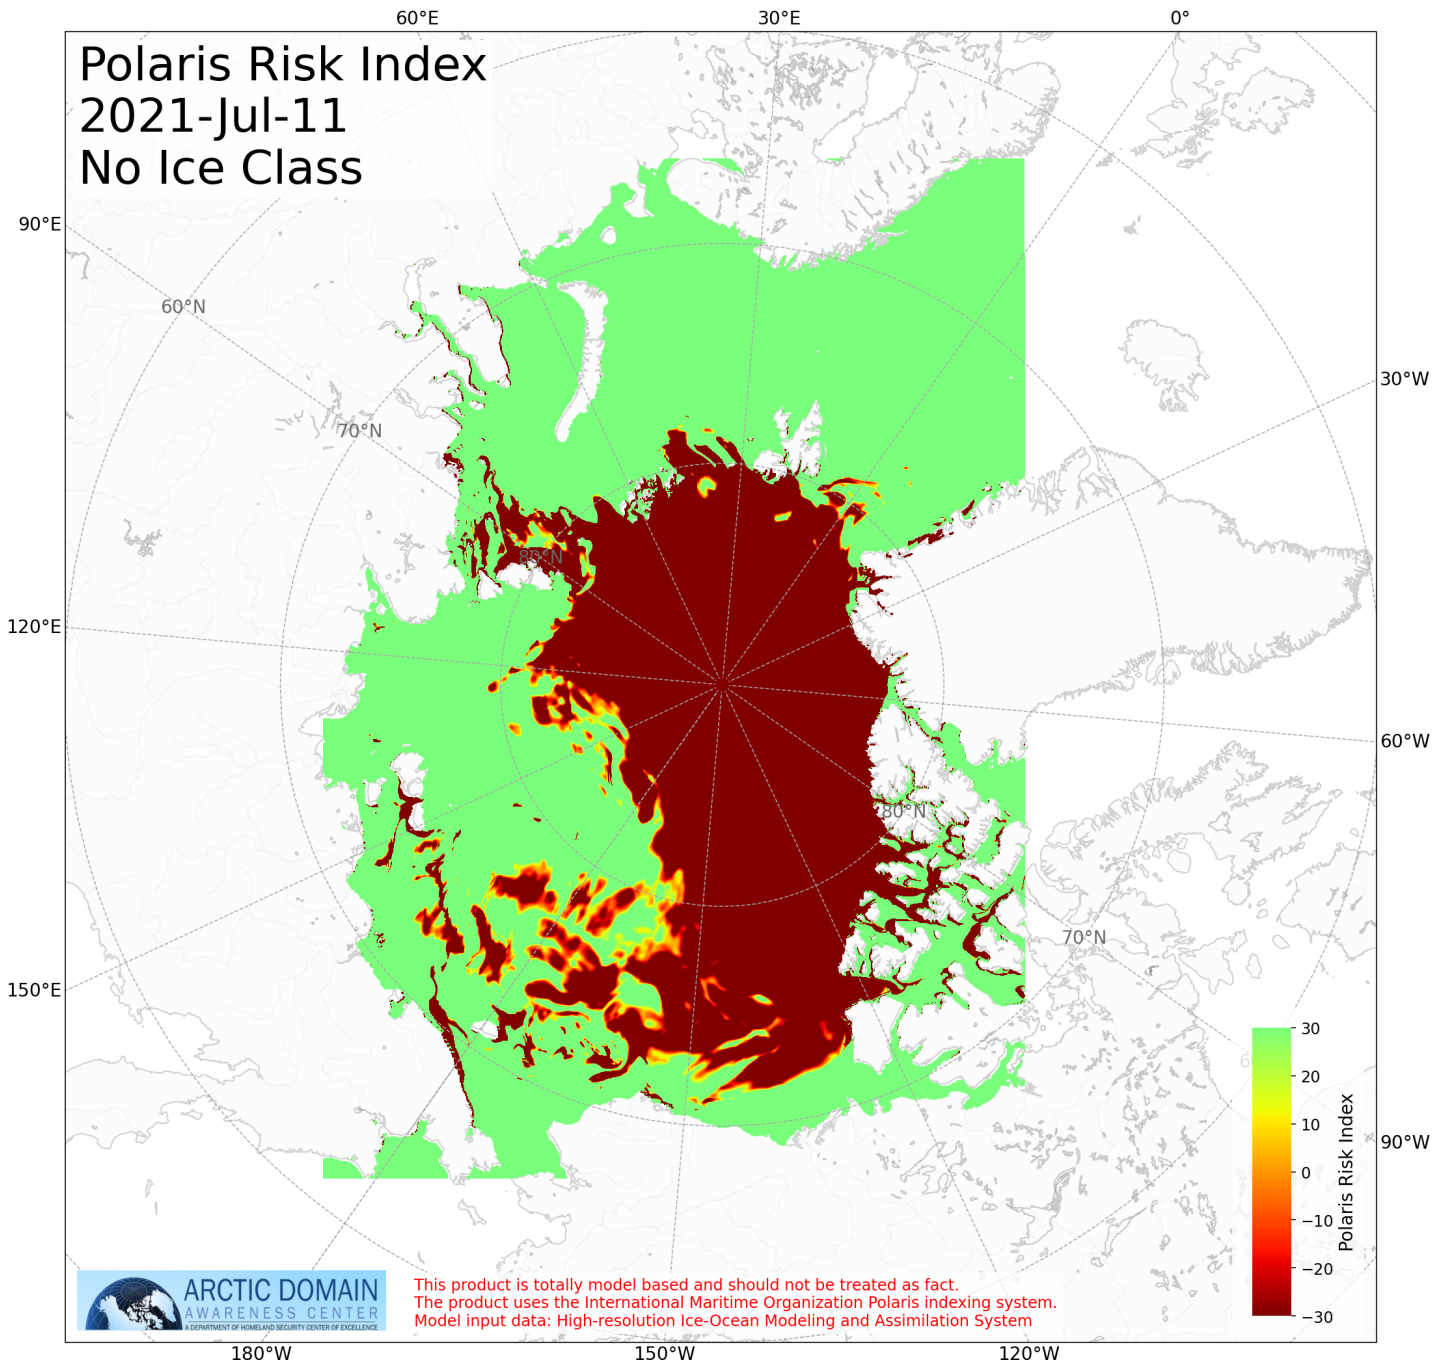 60°E
30°E
0°
Polaris Risk Index
2021-Jul-11
No Ice Class
90°E
60°N
30°W
70°N
80°N
120°E
60°W
80°N
70°N
150°E
30
20
10
0
−10
−20
−30
Polaris Risk Index
90°W
ARCTIC DOMAIN
AWARENESS CENTER
A DEPARTMENT OF HOMELAND SECURITY CENTER OF EXCELLENCE
This product is totally model based and should not be treated as fact.
The product uses the International Maritime Organization Polaris indexing system.
Model input data: High-resolution Ice-Ocean Modeling and Assimilation System
180°W
150°W
120°W